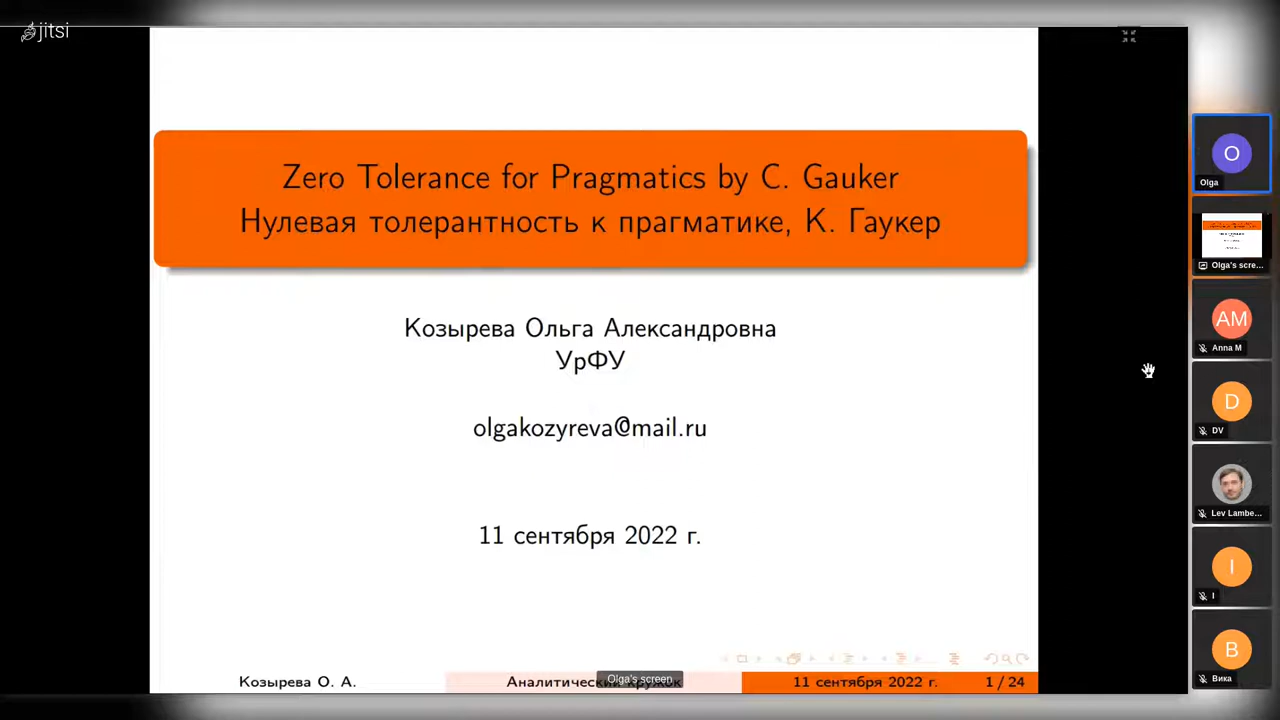 jitsi
Zero Tolerance for Pragmatics by C. Gauker
Нулевая толерантность к прагматике, К. Гаукер
Козырева Ольга Александровна
УрФУ
olgakozyreva@mail.ru
11 сентября 2022 г.
Козырева О. А.
Аналитический кружок
11 сентября 2022 г.
1 / 24
Olga's screen
O
Olga
Olga's scre...
AM
Anna M
D
DV
Lev Lambe...
I
I
В
Вика